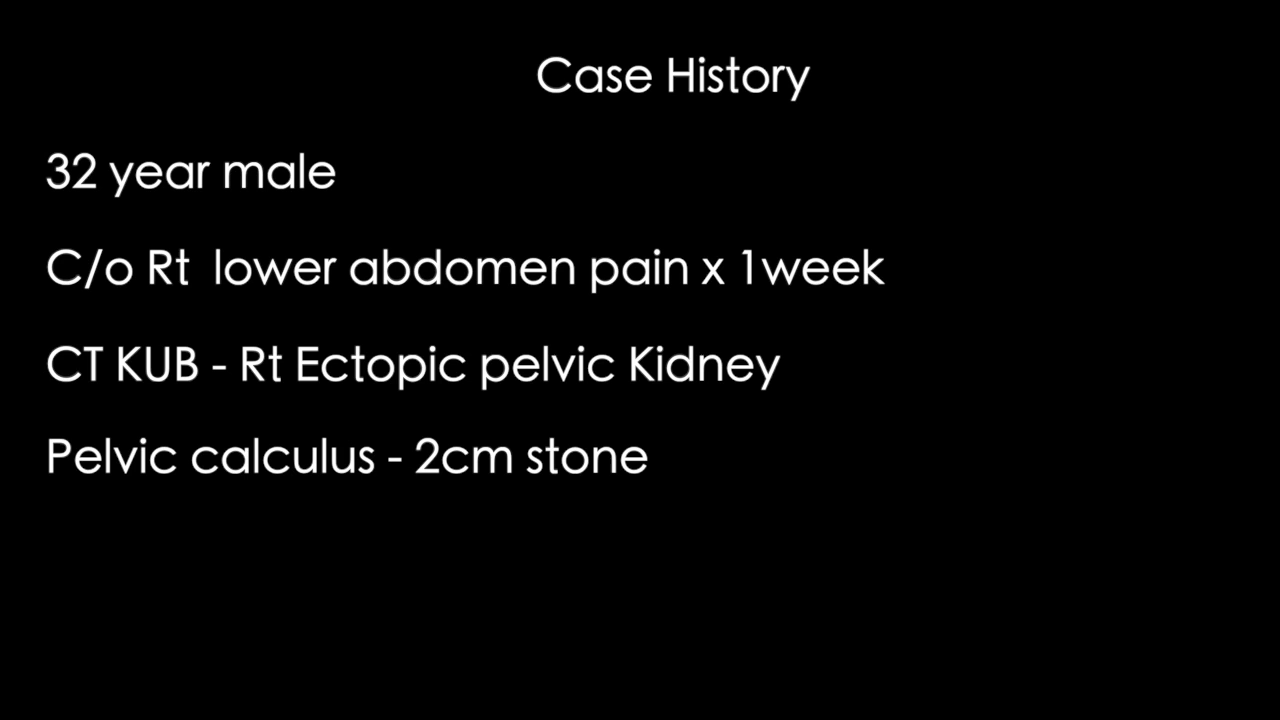 Case History
32 year male
C/o Rt lower abdomen pain x 1week
CT KUB - Rt Ectopic pelvic Kidney
Pelvic calculus - 2cm stone